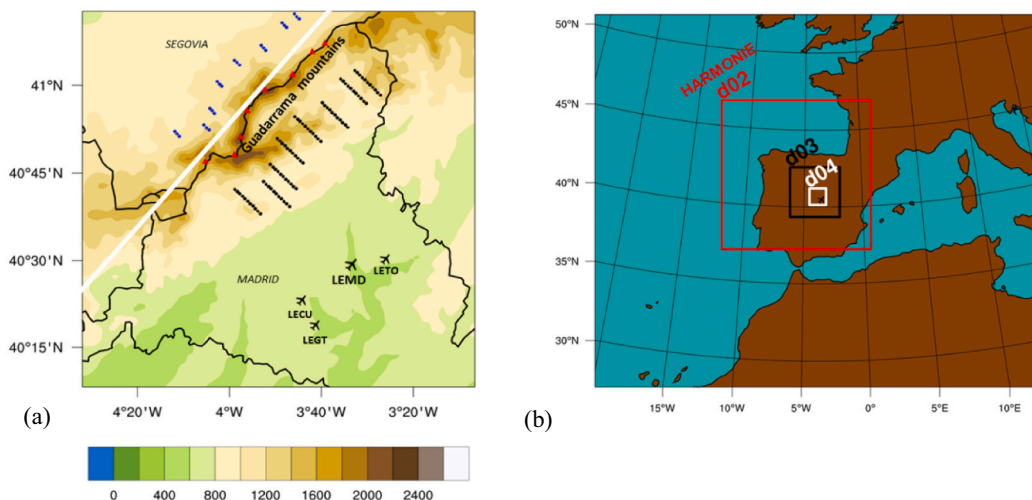 SEGOVIA
Guadarrama mountains
41°N
40°45'N
40°30'N
40°15'N
MADRID
LEMD
LETO
LECU
LEGT
4°20'W
4°W
3°40'W
3°20'W
(a)
0
400
800
1200
1600
2000
2400
50°N
45°N
40°N
35°N
30°N
HARMONIE
d02
d03
d04
15°W
10°W
5°W
0°
5°E
10°E
(b)